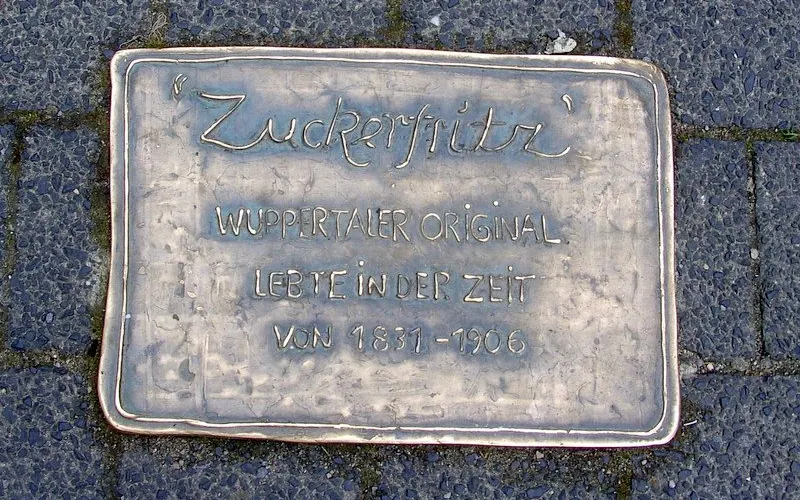 "Zuckerfritz"
WUPPERTALER ORIGINAL
LEBTE IN DER ZEIT
VON 1831-1906